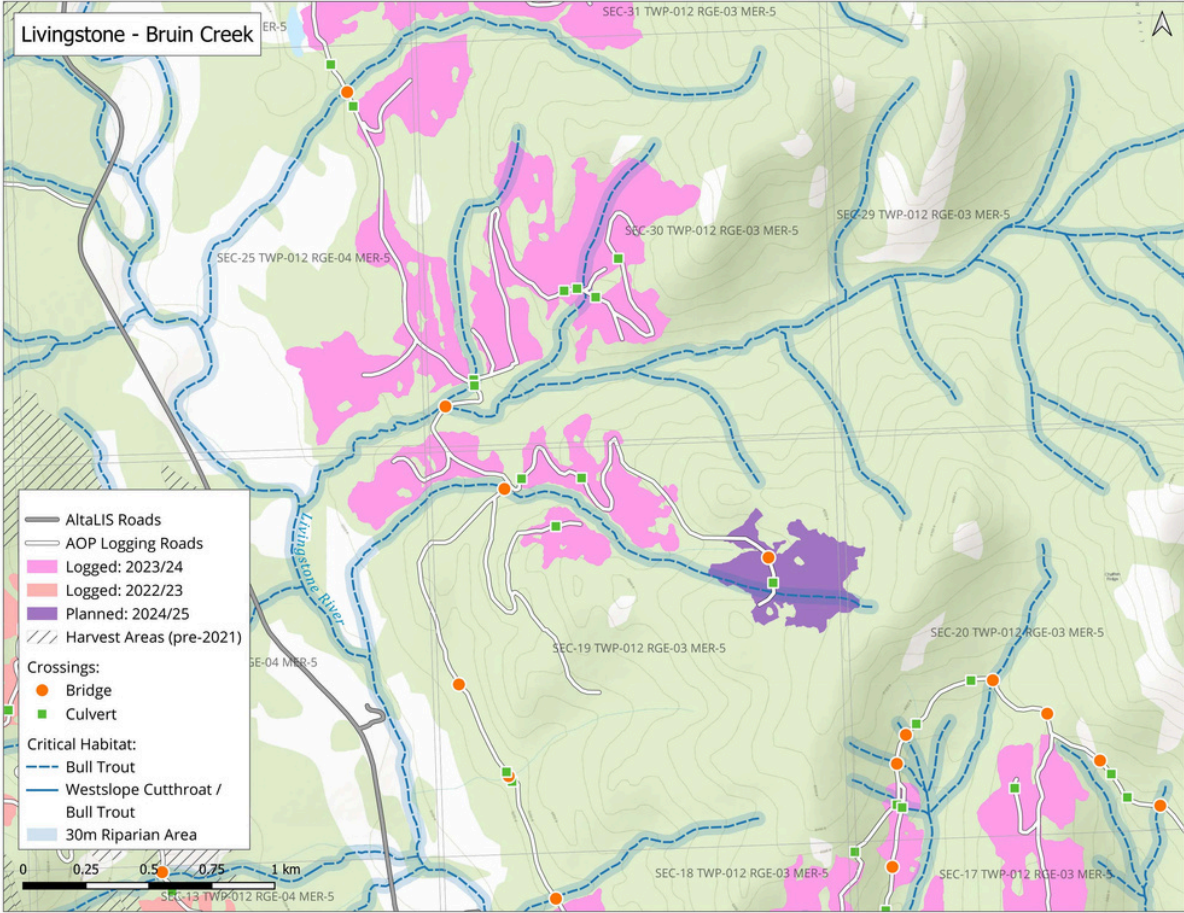 SEC-31 TWP-012 RGE-03 MER-5
Livingstone - Bruin Creek
ER-5
SEC-29 TWP-012 RGE-03 MER-5
SEC-30 TWP-012 RGE-03 MER-5
SEC-25 TWP-012 RGE-04 MER-5
AltaLIS Roads
AOP Logging Roads
Logged: 2023/24
Logged: 2022/23
Planned: 2024/25
Harvest Areas (pre-2021)
Crossings:
Bridge
Culvert
Critical Habitat:
Bull Trout
Westslope Cutthroat /
Bull Trout
30m Riparian Area
Livingstone River
SEC-20 TWP-012 RGE-03 MER-5
SEC-19 TWP-012 RGE-03 MER-5
GE-04 MER-5
0 0.25 0.5 0.75 1 km
SEC-18 TWP-012 RGE-03 MER-5
SEC-17 TWP-012 RGE-03 MER-5
SEC-13 TWP-012 RGE-04 MER-5